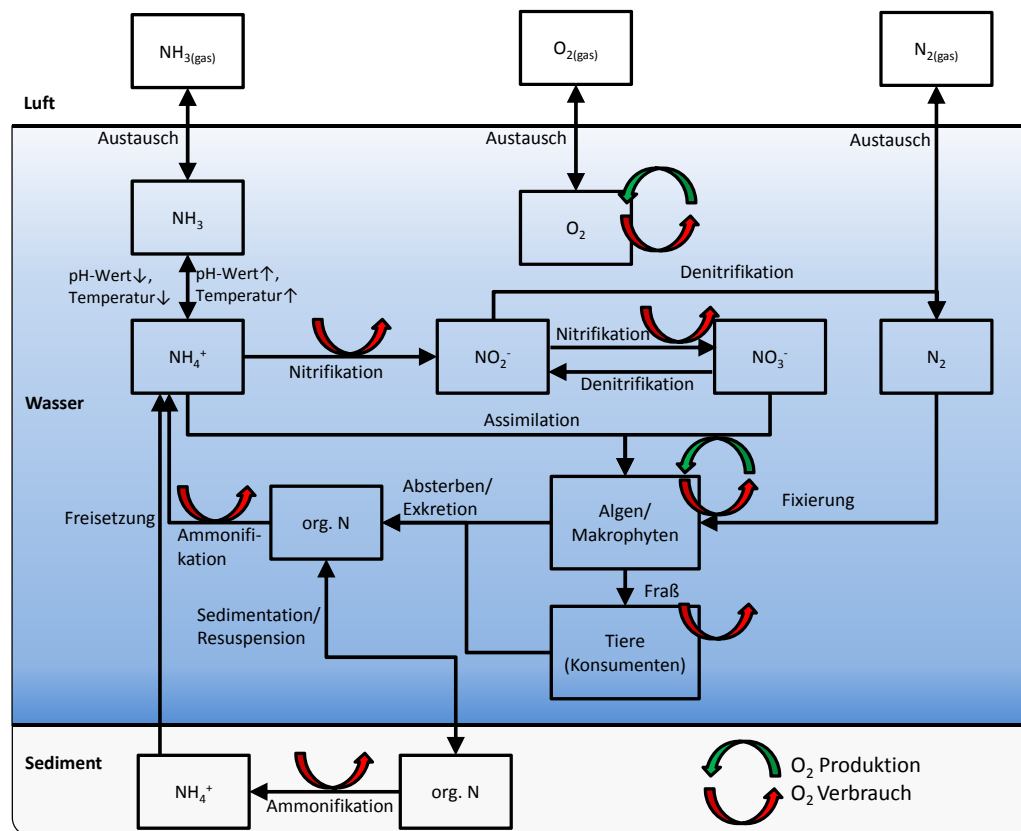 NH₃₍gas₎
O₂₍gas₎
N₂₍gas₎
Luft
Austausch
Austausch
Austausch
NH₃
O₂
pH-Wert↓,
Temperatur↓
pH-Wert↑,
Temperatur↑
Denitrifikation
NH₄⁺
Nitrifikation
NO₂⁻
Nitrifikation
Denitrifikation
NO₃⁻
N₂
Wasser
Assimilation
Freisetzung
Ammonifi-
kation
org. N
Absterben/
Exkretion
Algen/
Makrophyten
Fixierung
Fraß
Sedimentation/
Resuspension
Tiere
(Konsumenten)
Sediment
NH₄⁺
Ammonifikation
org. N
O₂ Produktion
O₂ Verbrauch